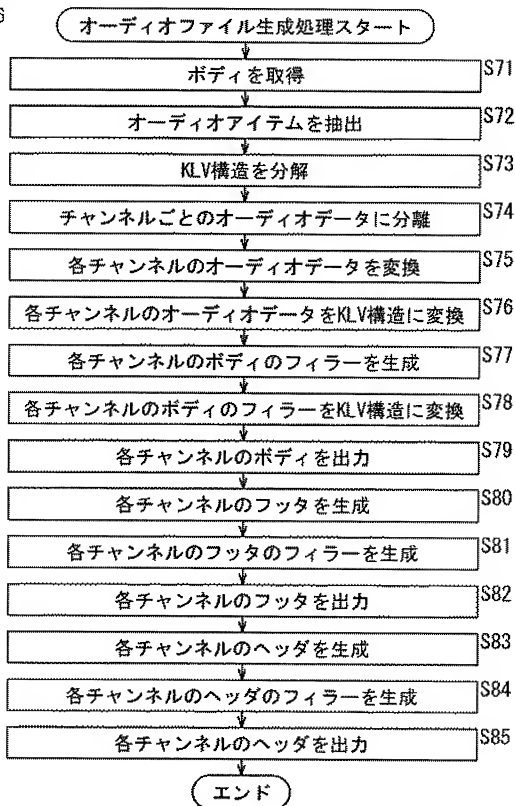 6
オーディオファイル生成処理スタート
ボディを取得 S71
オーディオアイテムを抽出 S72
KLV構造を分解 S73
チャンネルごとのオーディオデータに分離 S74
各チャンネルのオーディオデータを変換 S75
各チャンネルのオーディオデータをKLV構造に変換 S76
各チャンネルのボディのフィラーを生成 S77
各チャンネルのボディのフィラーをKLV構造に変換 S78
各チャンネルのボディを出力 S79
各チャンネルのフッタを生成 S80
各チャンネルのフッタのフィラーを生成 S81
各チャンネルのフッタを出力 S82
各チャンネルのヘッダを生成 S83
各チャンネルのヘッダのフィラーを生成 S84
各チャンネルのヘッダを出力 S85
エンド